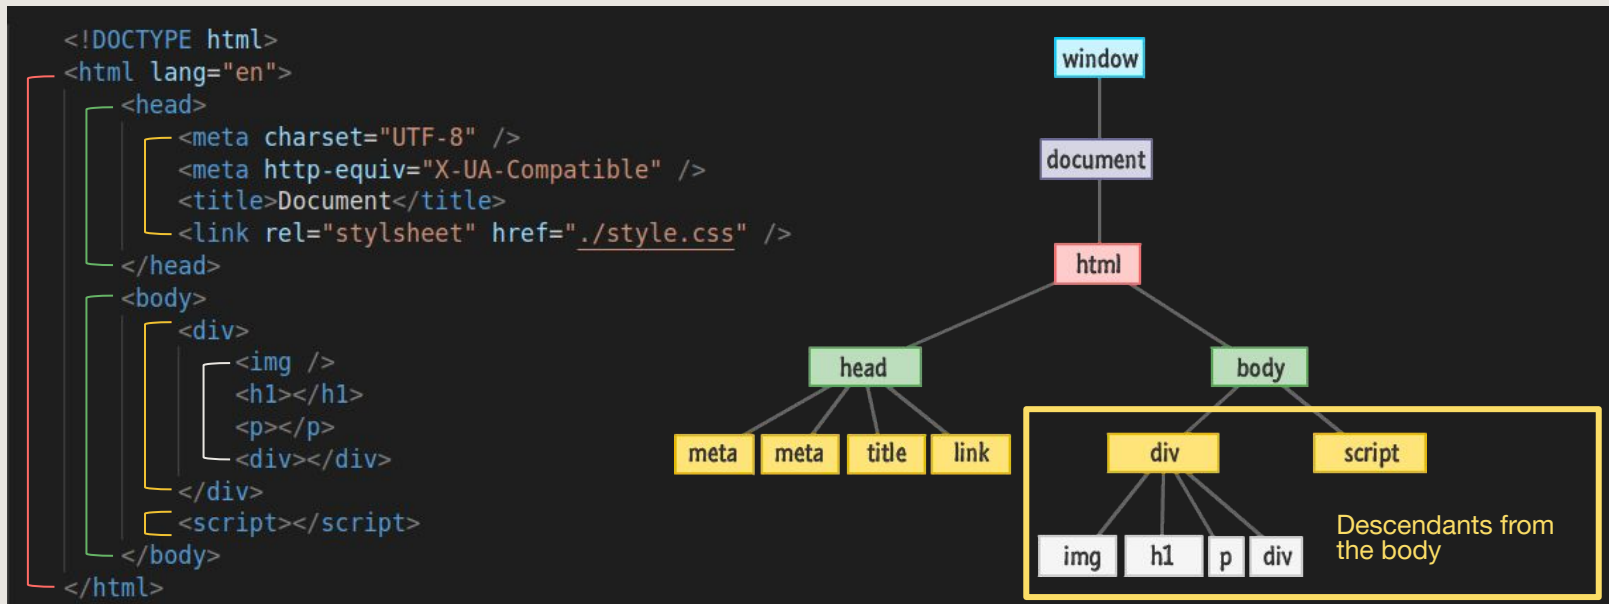 <!DOCTYPE html>
<html lang="en">
<head>
<meta charset="UTF-8" />
<meta http-equiv="X-UA-Compatible" />
<title>Document</title>
<link rel="stylsheet" href="./style.css" />
</head>
<body>
<div>
<img />
<h1></h1>
<p></p>
<div></div>
</div>
<script></script>
</body>
</html>
window
document
html
head
body
meta
meta
title
link
div
script
img
h1
p
div
Descendants from
the body